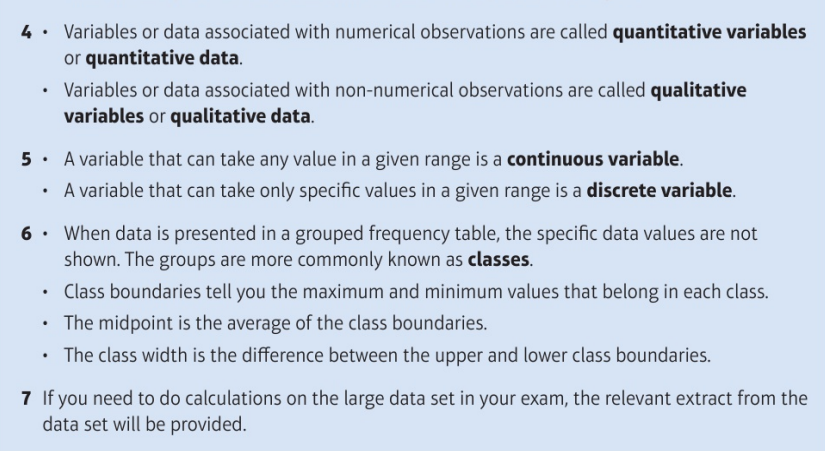 4 • Variables or data associated with numerical observations are called quantitative variables
or quantitative data.
• Variables or data associated with non-numerical observations are called qualitative
variables or qualitative data.
5 • A variable that can take any value in a given range is a continuous variable.
• A variable that can take only specific values in a given range is a discrete variable.
6 • When data is presented in a grouped frequency table, the specific data values are not
shown. The groups are more commonly known as classes.
• Class boundaries tell you the maximum and minimum values that belong in each class.
• The midpoint is the average of the class boundaries.
• The class width is the difference between the upper and lower class boundaries.
7 If you need to do calculations on the large data set in your exam, the relevant extract from the
data set will be provided.